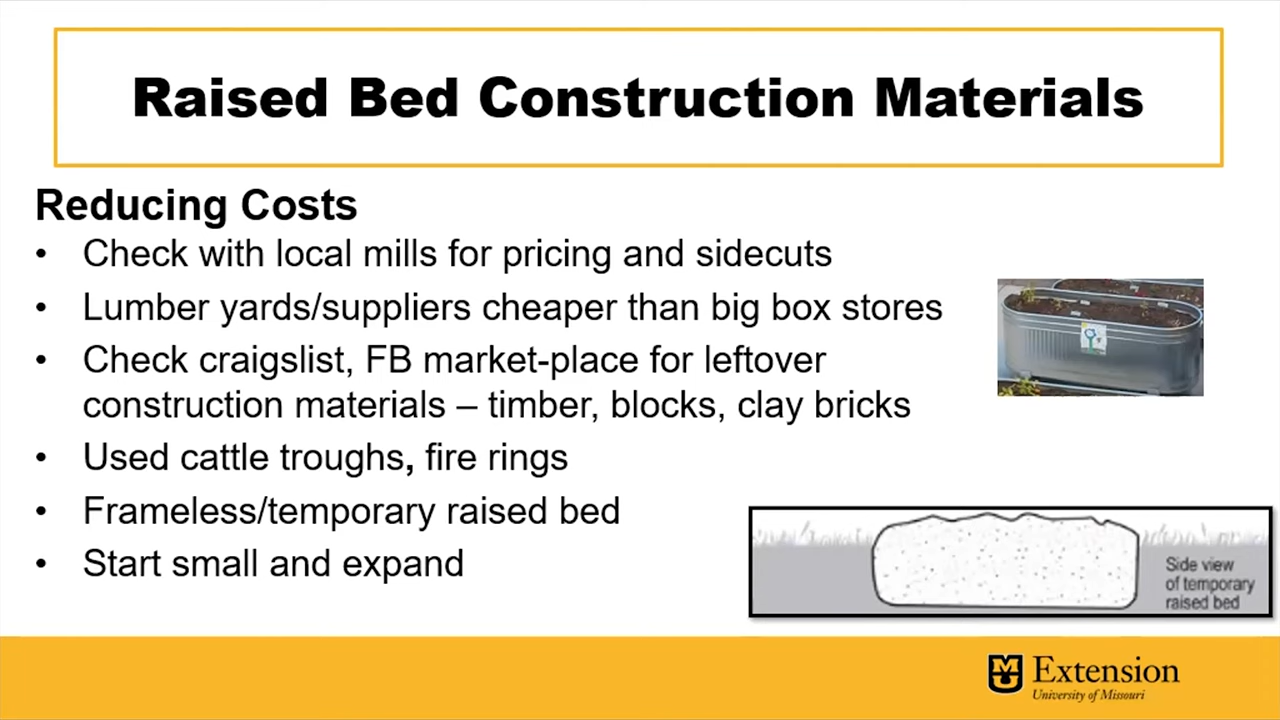 Raised Bed Construction Materials
Reducing Costs
• Check with local mills for pricing and sidecuts
• Lumber yards/suppliers cheaper than big box stores
• Check craigslist, FB market-place for leftover
construction materials – timber, blocks, clay bricks
• Used cattle troughs, fire rings
• Frameless/temporary raised bed
• Start small and expand
Side view
of temporary
raised bed
MU
Extension
University of Missouri